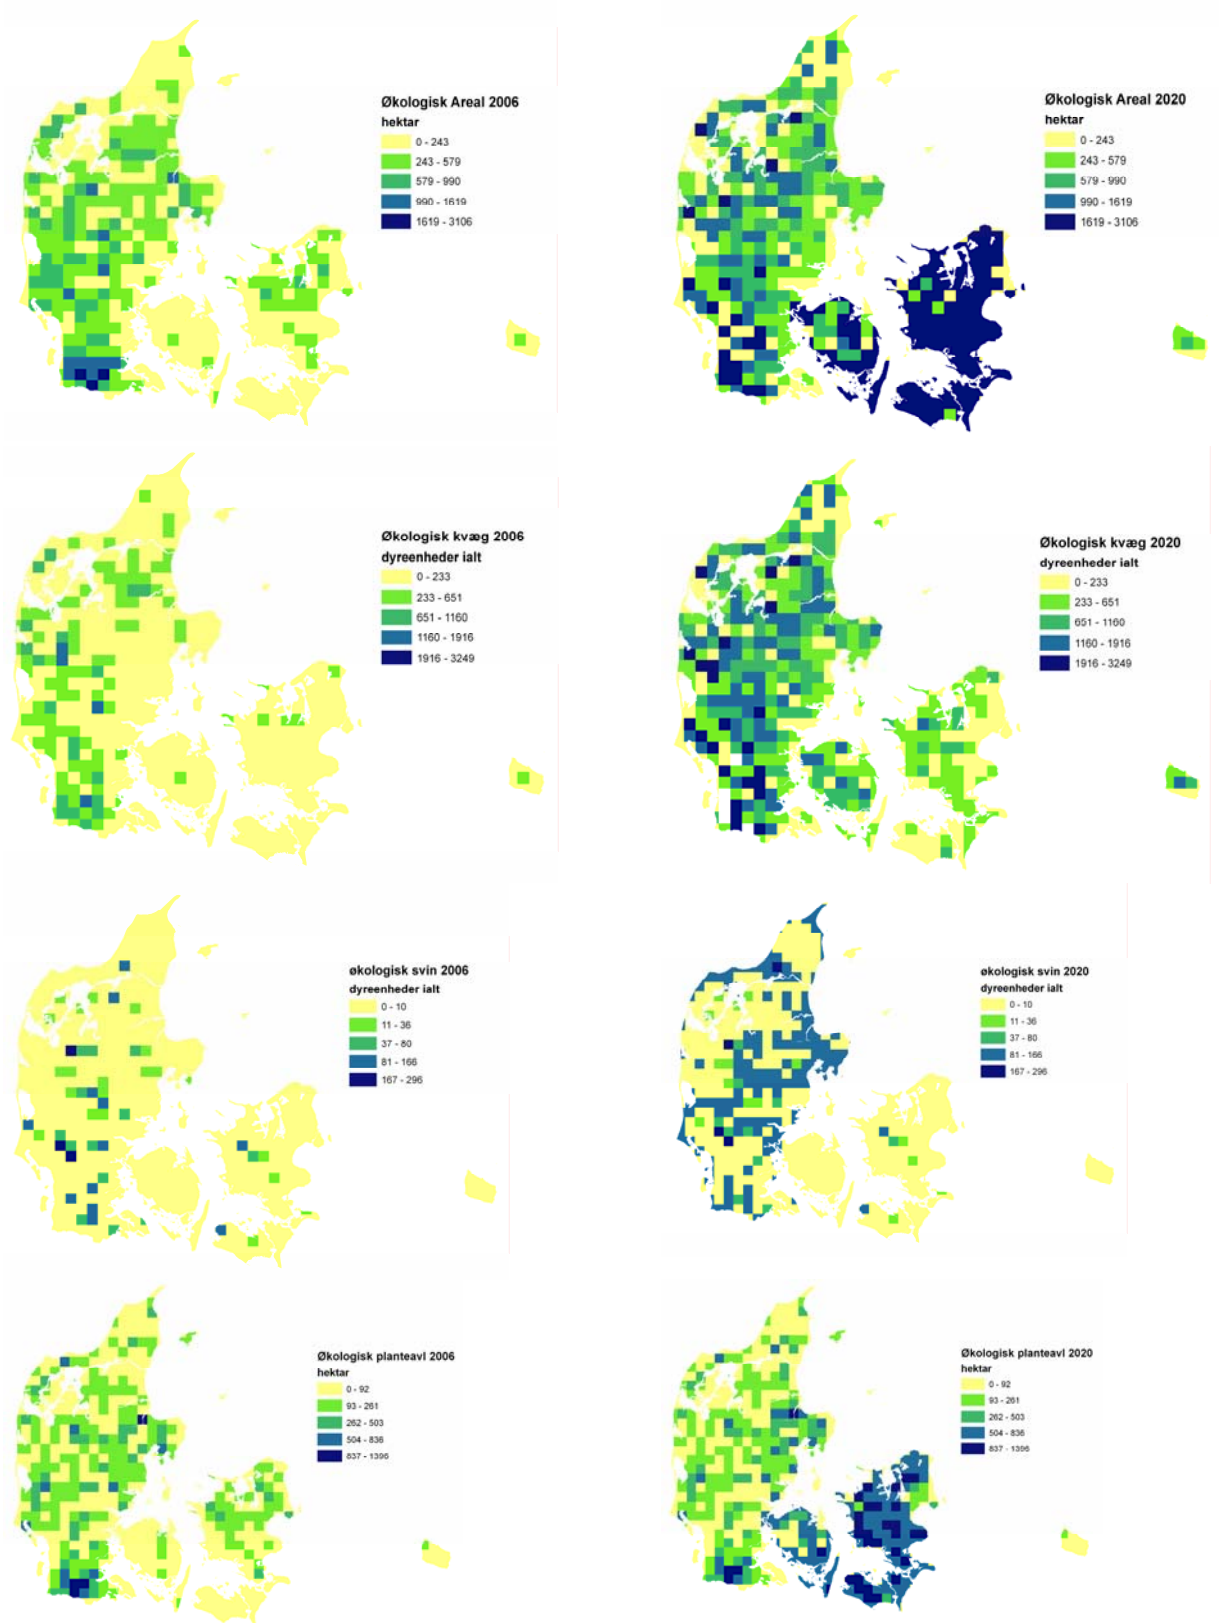 Økologisk Areal 2006
hektar
0 - 243
243 - 579
579 - 990
990 - 1619
1619 - 3106
Økologisk Areal 2020
hektar
0 - 243
243 - 579
579 - 990
990 - 1619
1619 - 3106
Økologisk kvæg 2006
dyreenheder ialt
0 - 233
233 - 651
651 - 1160
1160 - 1916
1916 - 3249
Økologisk kvæg 2020
dyreenheder ialt
0 - 233
233 - 651
651 - 1160
1160 - 1916
1916 - 3249
økologisk svin 2006
dyreenheder ialt
0 - 10
11 - 36
37 - 80
81 - 166
167 - 296
økologisk svin 2020
dyreenheder ialt
0 - 10
11 - 36
37 - 80
81 - 166
167 - 296
Økologisk planteavl 2006
hektar
0 - 92
93 - 261
262 - 503
504 - 836
837 - 1396
Økologisk planteavl 2020
hektar
0 - 92
93 - 261
262 - 503
504 - 836
837 - 1396